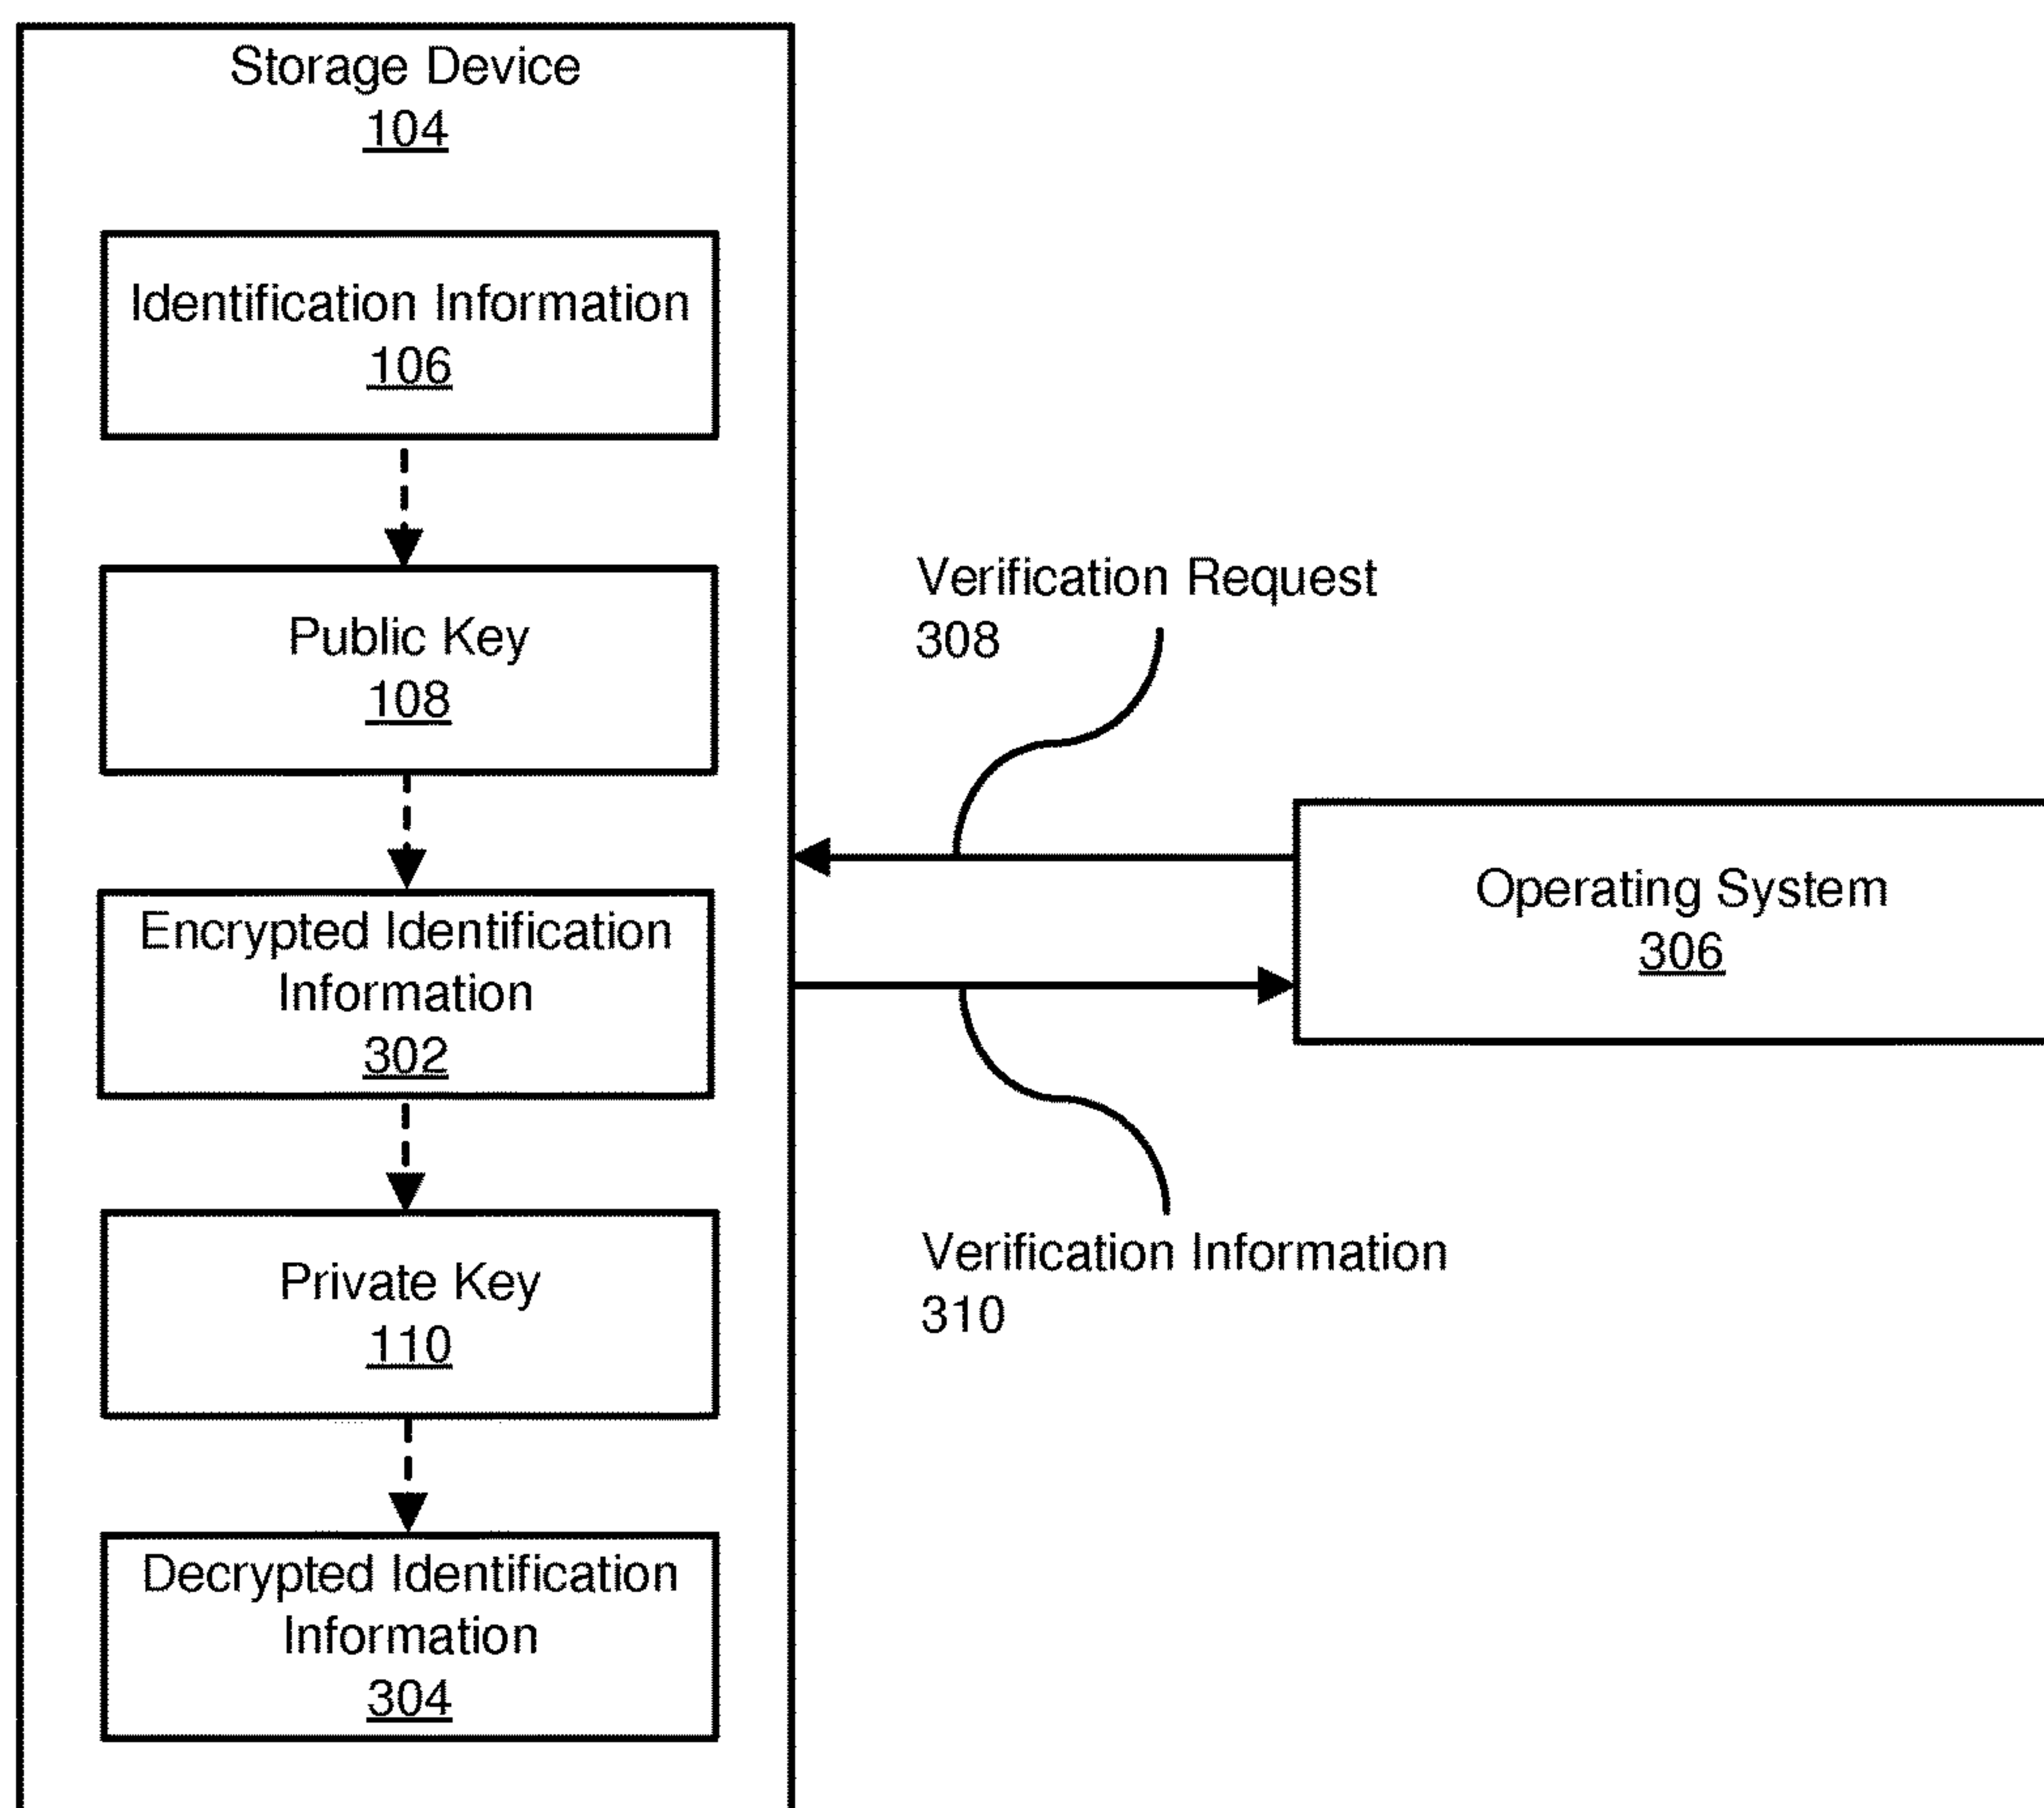 Storage Device
104
Identification Information
106
Public Key
108
Encrypted Identification
Information
302
Private Key
110
Decrypted Identification
Information
304
Verification Request
308
Operating System
306
Verification Information
310